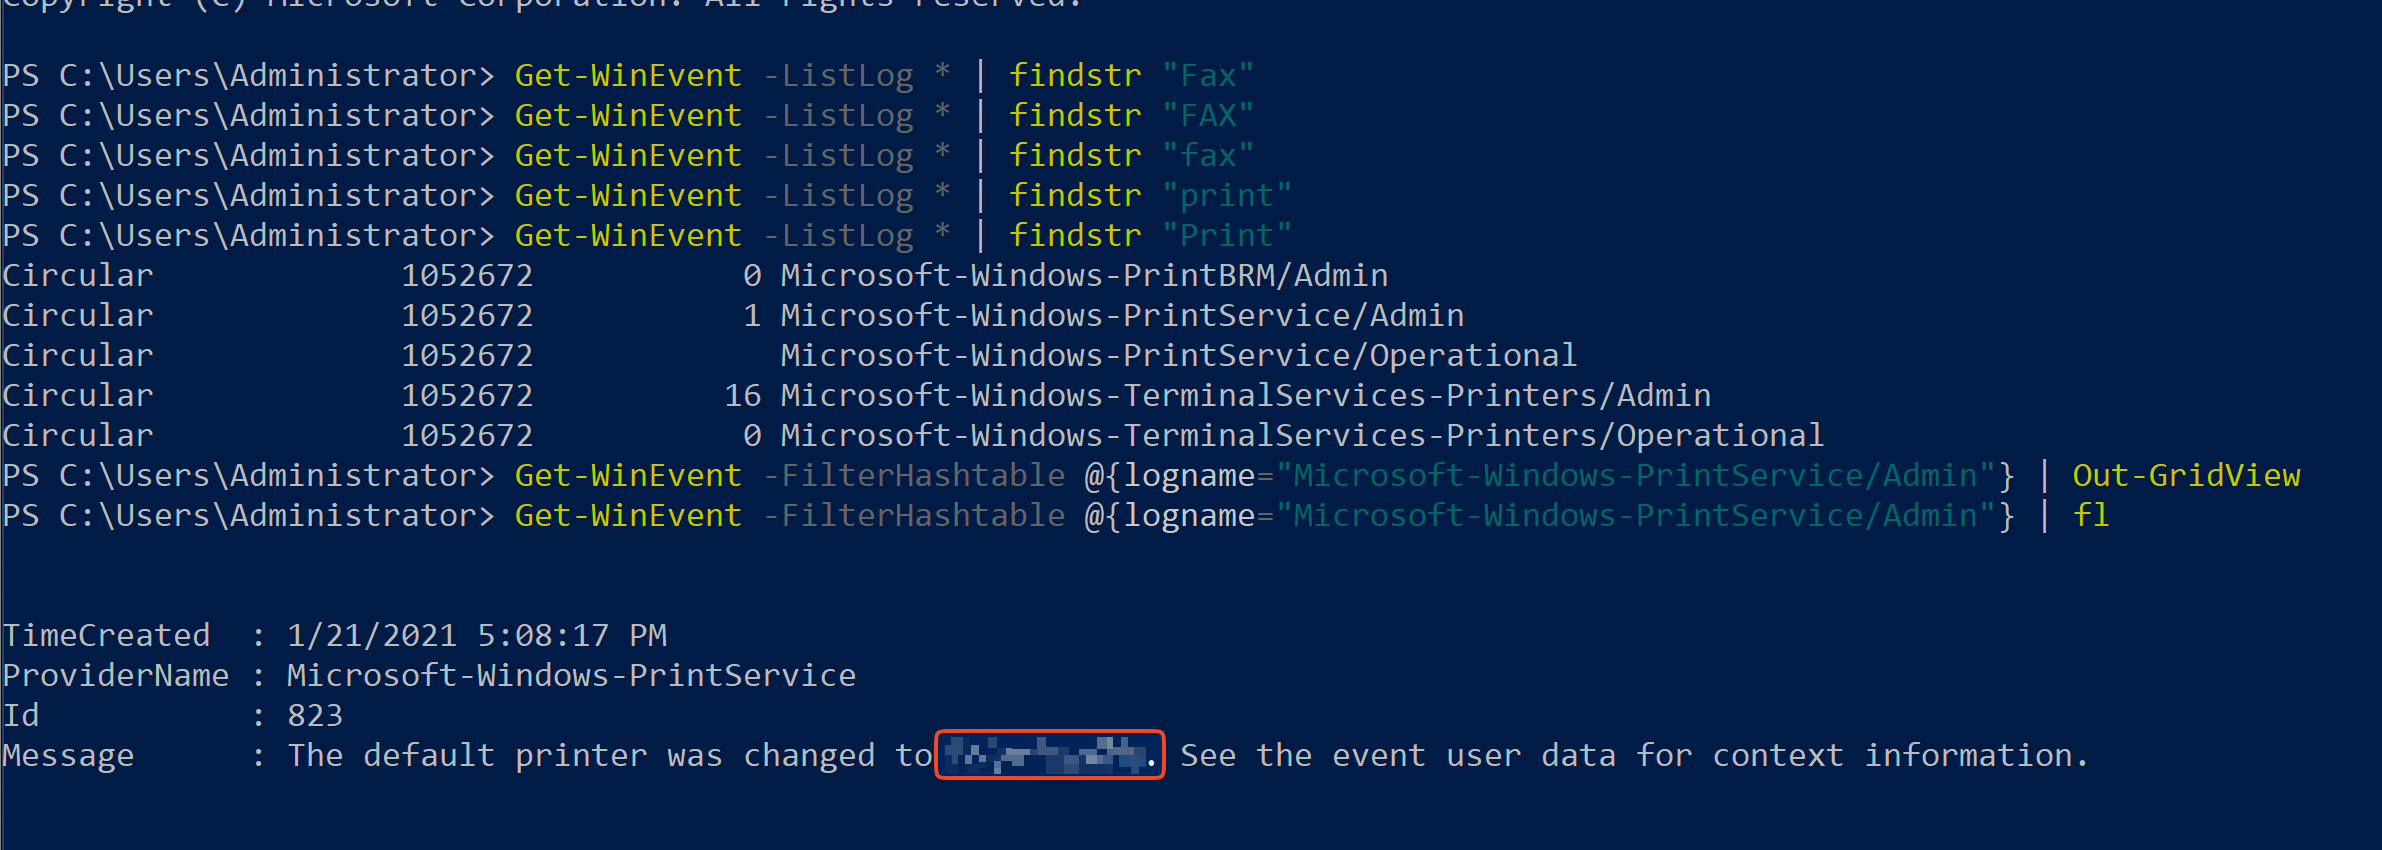 Copyright (C) Microsoft Corporation. All rights reserved.
PS C:\Users\Administrator> Get-WinEvent -ListLog * | findstr "Fax"
PS C:\Users\Administrator> Get-WinEvent -ListLog * | findstr "FAX"
PS C:\Users\Administrator> Get-WinEvent -ListLog * | findstr "fax"
PS C:\Users\Administrator> Get-WinEvent -ListLog * | findstr "print"
PS C:\Users\Administrator> Get-WinEvent -ListLog * | findstr "Print"
Circular             1052672           0 Microsoft-Windows-PrintBRM/Admin
Circular             1052672           1 Microsoft-Windows-PrintService/Admin
Circular             1052672             Microsoft-Windows-PrintService/Operational
Circular             1052672          16 Microsoft-Windows-TerminalServices-Printers/Admin
Circular             1052672           0 Microsoft-Windows-TerminalServices-Printers/Operational
PS C:\Users\Administrator> Get-WinEvent -FilterHashtable @{logname="Microsoft-Windows-PrintService/Admin"} | Out-GridView
PS C:\Users\Administrator> Get-WinEvent -FilterHashtable @{logname="Microsoft-Windows-PrintService/Admin"} | fl
TimeCreated  : 1/21/2021 5:08:17 PM
ProviderName : Microsoft-Windows-PrintService
Id           : 823
Message      : The default printer was changed to . See the event user data for context information.